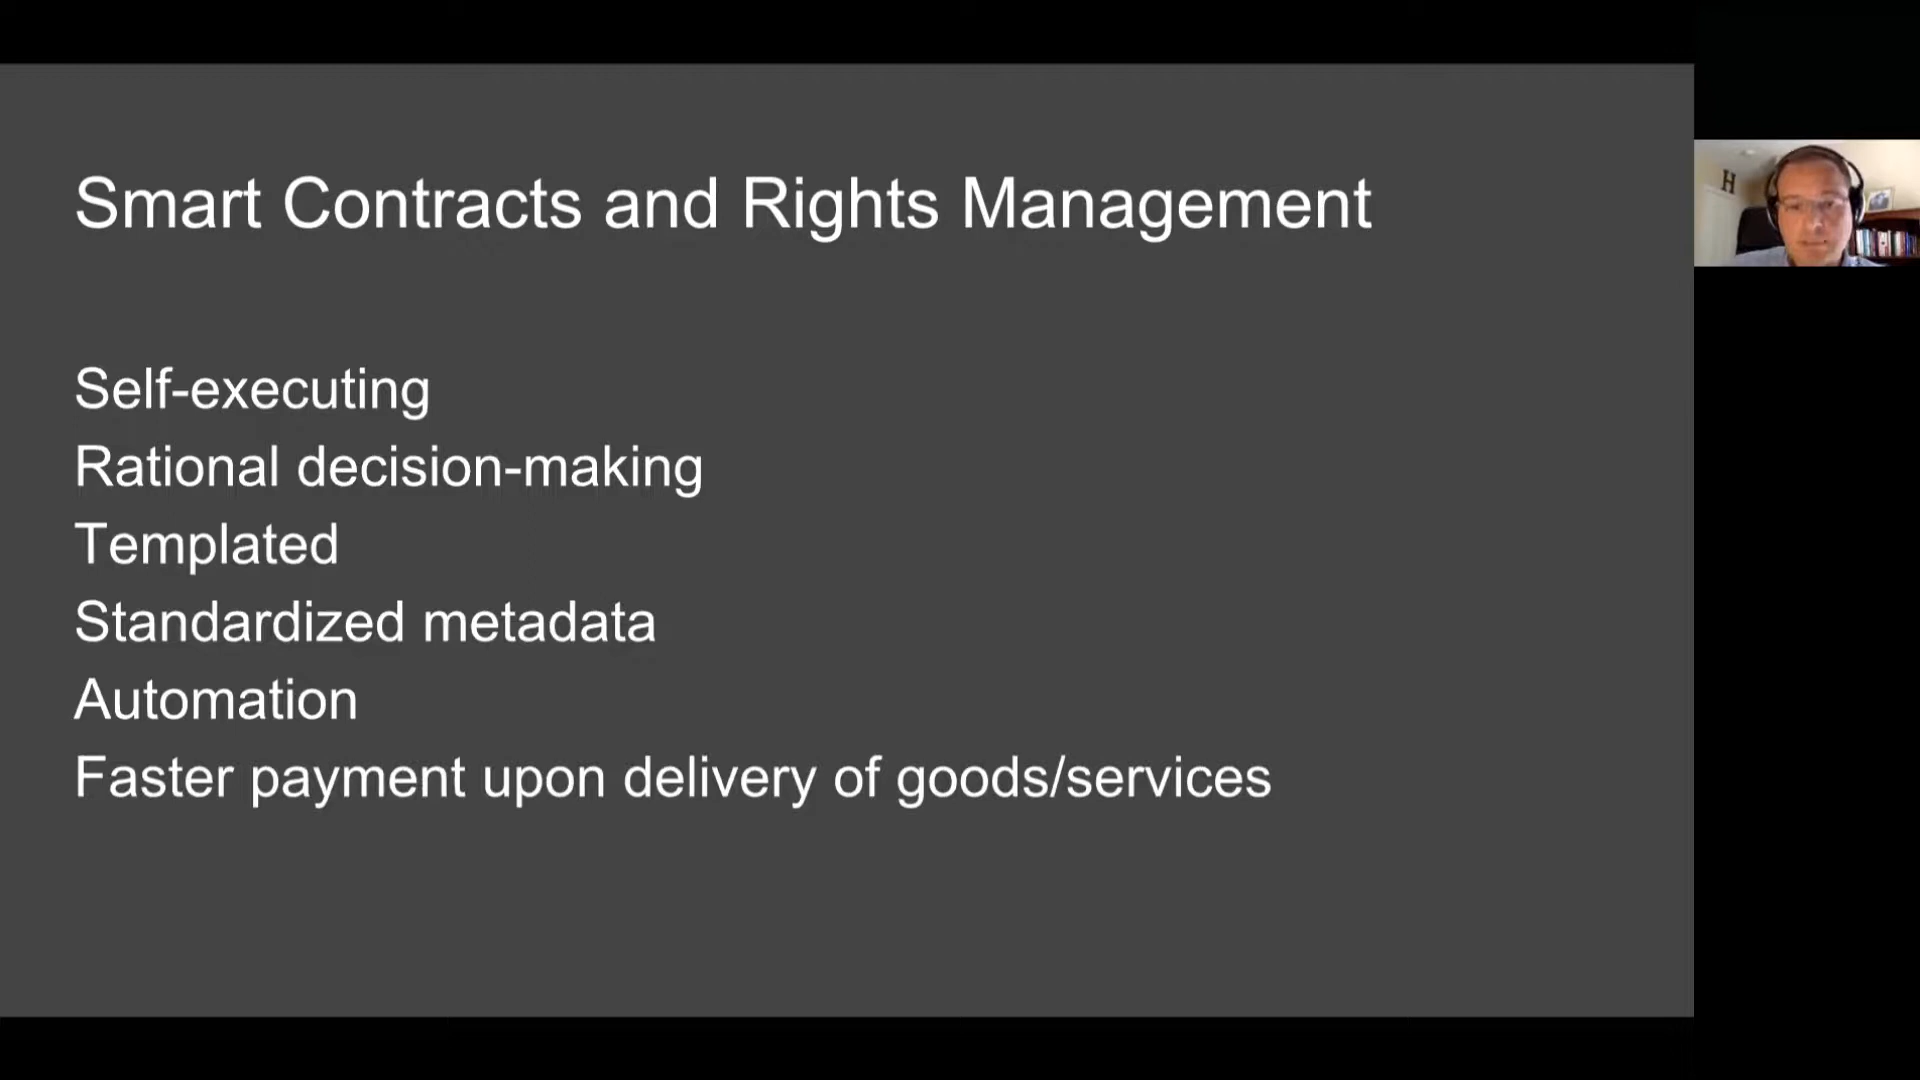 Smart Contracts and Rights Management
Self-executing
Rational decision-making
Templated
Standardized metadata
Automation
Faster payment upon delivery of goods/services
H